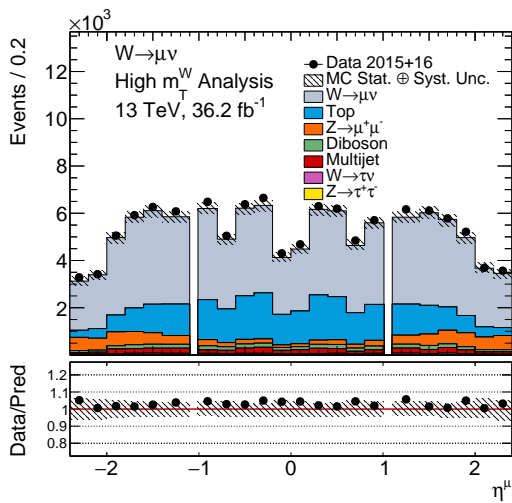 ×10³
Events / 0.2
12
10
8
6
4
2
W→μν
High m_T^W Analysis
13 TeV, 36.2 fb⁻¹
Data 2015+16
MC Stat. ⊕ Syst. Unc.
W→μν
Top
Z→μ⁺μ⁻
Diboson
Multijet
W→τν
Z→τ⁺τ⁻
Data/Pred.
1.2
1.1
1
0.9
0.8
−2
−1
0
1
2
η^μ